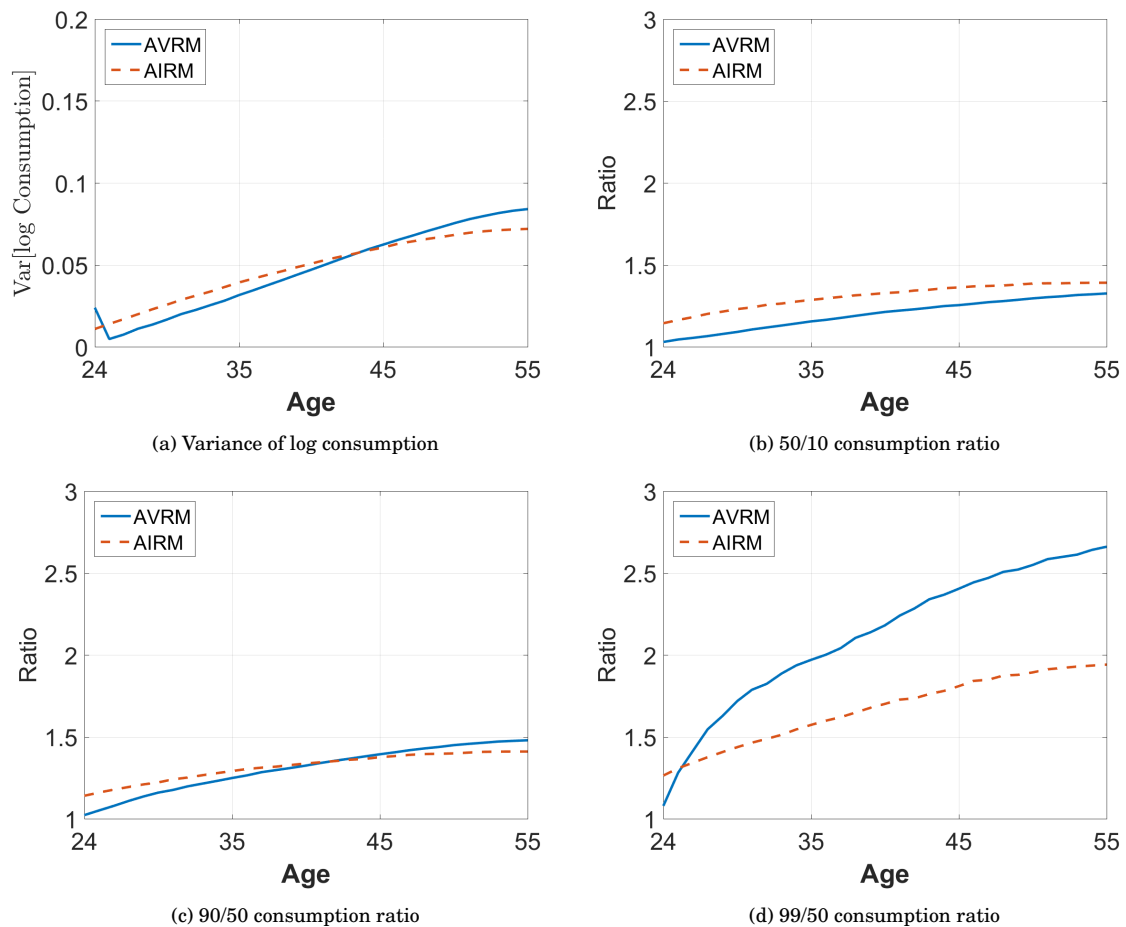 0.2
AVRM
AIRM
0.15
0.1
0.05
0
Var[log Consumption]
24 35 45 55
Age
(a) Variance of log consumption
3
AVRM
AIRM
2.5
2
1.5
1
Ratio
24 35 45 55
Age
(b) 50/10 consumption ratio
3
AVRM
AIRM
2.5
2
1.5
1
Ratio
24 35 45 55
Age
(c) 90/50 consumption ratio
3
AVRM
AIRM
2.5
2
1.5
1
Ratio
24 35 45 55
Age
(d) 99/50 consumption ratio